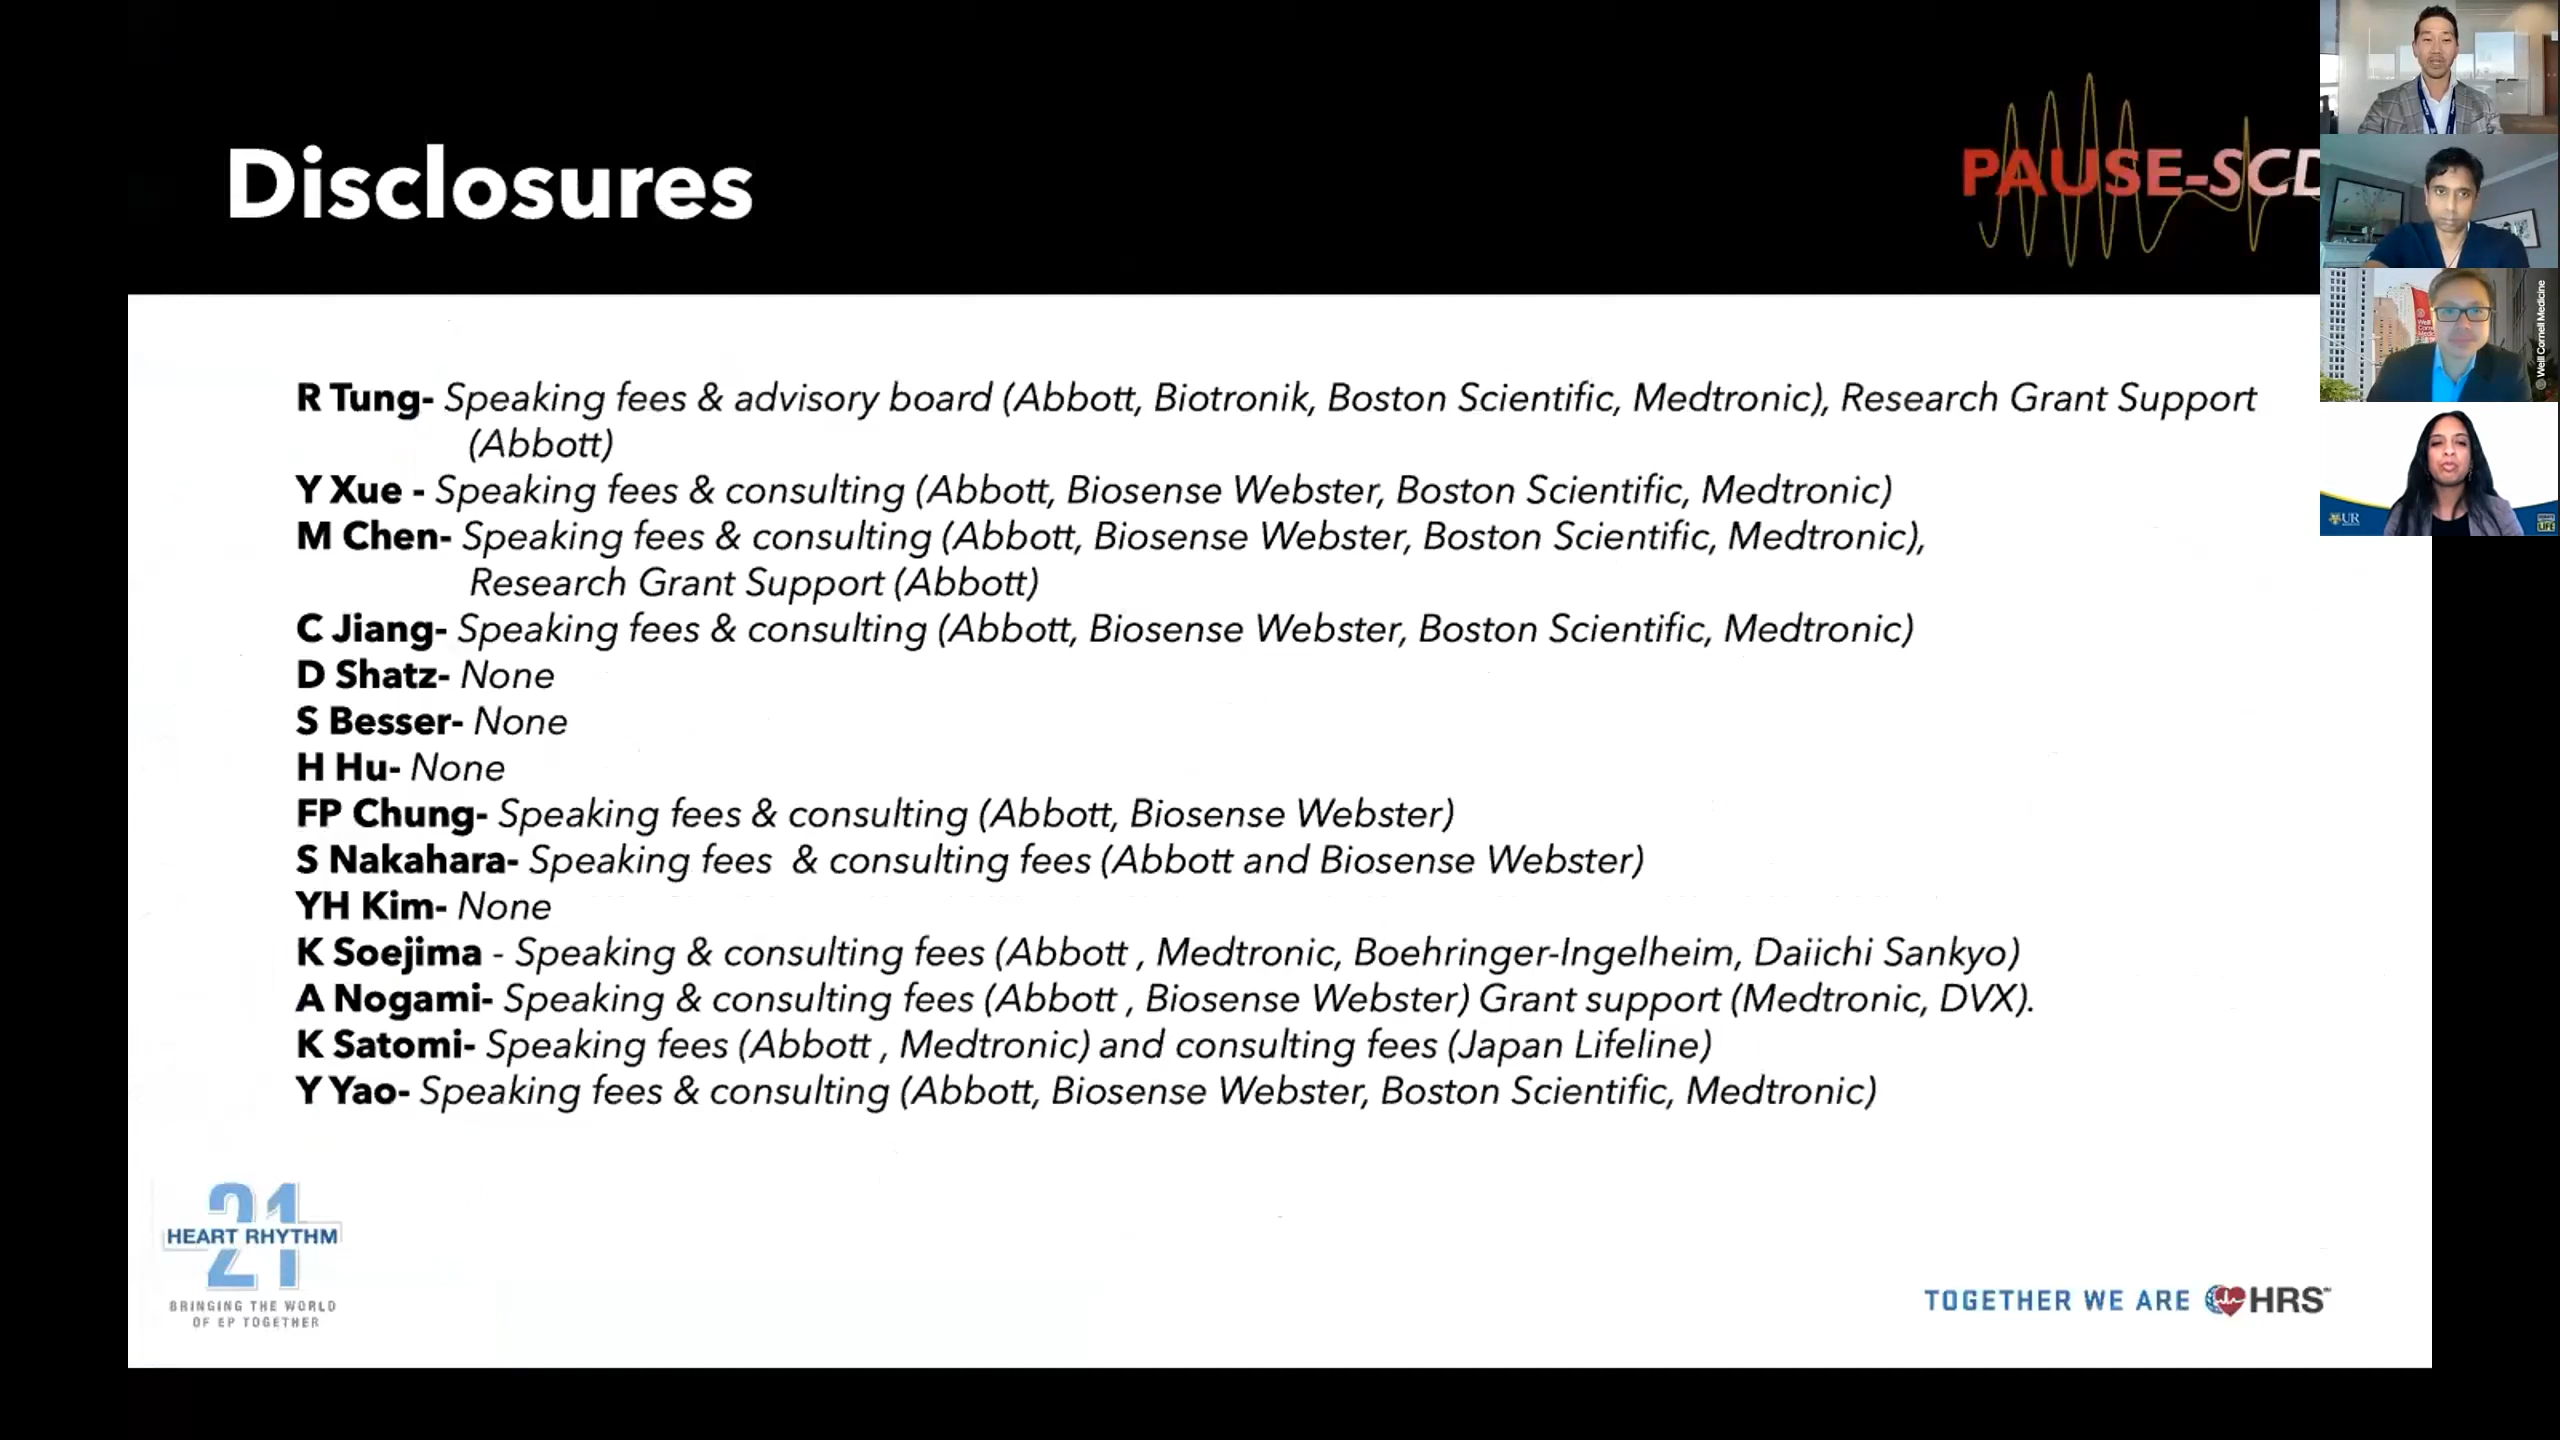 Disclosures
PAUSE-SCD
R Tung- Speaking fees & advisory board (Abbott, Biotronik, Boston Scientific, Medtronic), Research Grant Support
(Abbott)
Y Xue - Speaking fees & consulting (Abbott, Biosense Webster, Boston Scientific, Medtronic)
M Chen- Speaking fees & consulting (Abbott, Biosense Webster, Boston Scientific, Medtronic),
Research Grant Support (Abbott)
C Jiang- Speaking fees & consulting (Abbott, Biosense Webster, Boston Scientific, Medtronic)
D Shatz- None
S Besser- None
H Hu- None
FP Chung- Speaking fees & consulting (Abbott, Biosense Webster)
S Nakahara- Speaking fees & consulting fees (Abbott and Biosense Webster)
YH Kim- None
K Soejima - Speaking & consulting fees (Abbott , Medtronic, Boehringer-Ingelheim, Daiichi Sankyo)
A Nogami- Speaking & consulting fees (Abbott , Biosense Webster) Grant support (Medtronic, DVX).
K Satomi- Speaking fees (Abbott , Medtronic) and consulting fees (Japan Lifeline)
Y Yao- Speaking fees & consulting (Abbott, Biosense Webster, Boston Scientific, Medtronic)
21
HEART RHYTHM
BRINGING THE WORLD
OF EP TOGETHER
TOGETHER WE ARE HRS
Weill Cornell Medicine
UR
LIFE